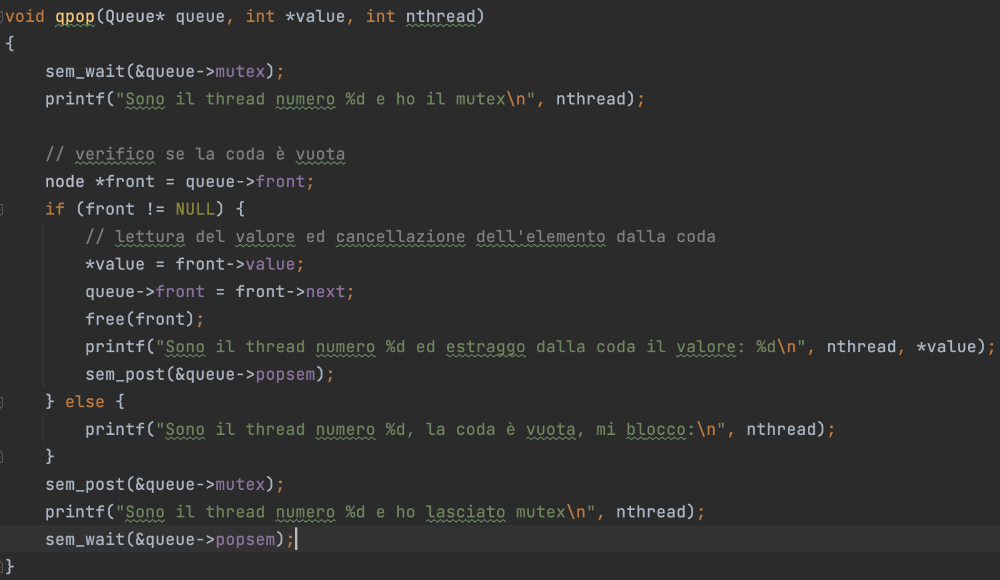 void qpop(Queue* queue, int *value, int nthread)
{
    sem_wait(&queue->mutex);
    printf("Sono il thread numero %d e ho il mutex\n", nthread);

    // verifico se la coda è vuota
    node *front = queue->front;
    if (front != NULL) {
        // lettura del valore ed cancellazione dell'elemento dalla coda
        *value = front->value;
        queue->front = front->next;
        free(front);
        printf("Sono il thread numero %d ed estraggo dalla coda il valore: %d\n", nthread, *value);
        sem_post(&queue->popsem);
    } else {
        printf("Sono il thread numero %d, la coda è vuota, mi blocco:\n", nthread);
    }
    sem_post(&queue->mutex);
    printf("Sono il thread numero %d e ho lasciato mutex\n", nthread);
    sem_wait(&queue->popsem);
}